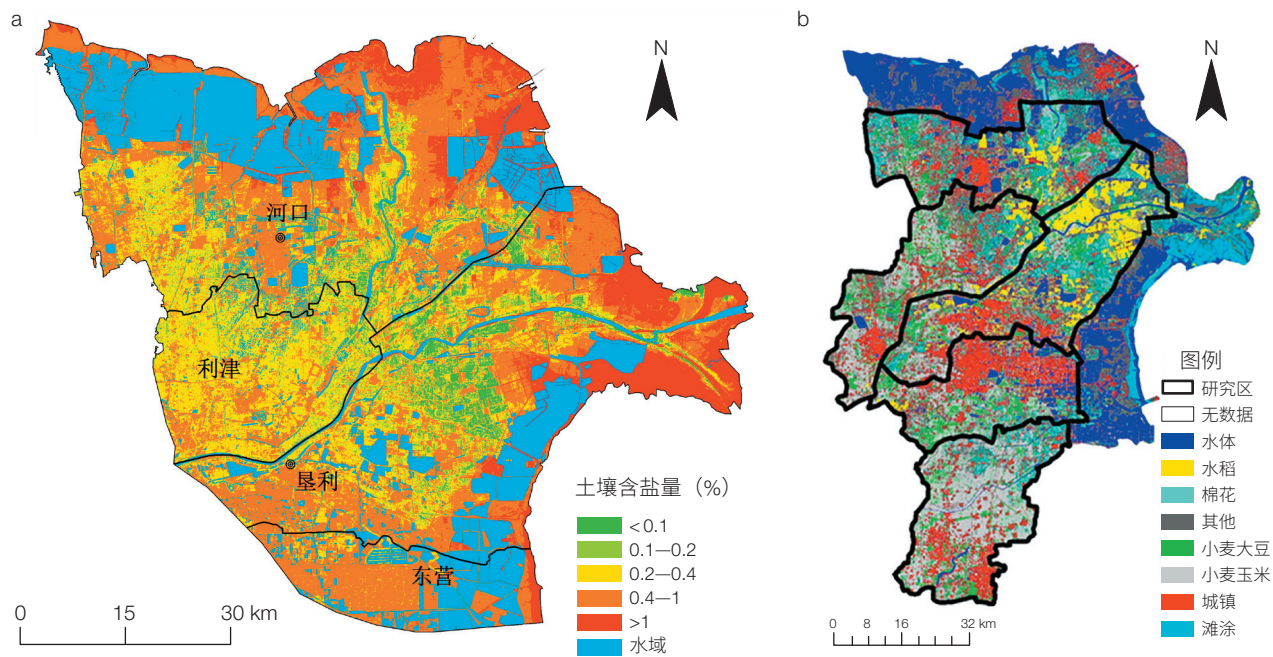 a
N
河口
利津
垦利
东营
土壤含盐量（%）
<0.1
0.1—0.2
0.2—0.4
0.4—1
>1
水域
0 15 30 km
b
N
图例
研究区
无数据
水体
水稻
棉花
其他
小麦大豆
小麦玉米
城镇
滩涂
0 8 16 32 km